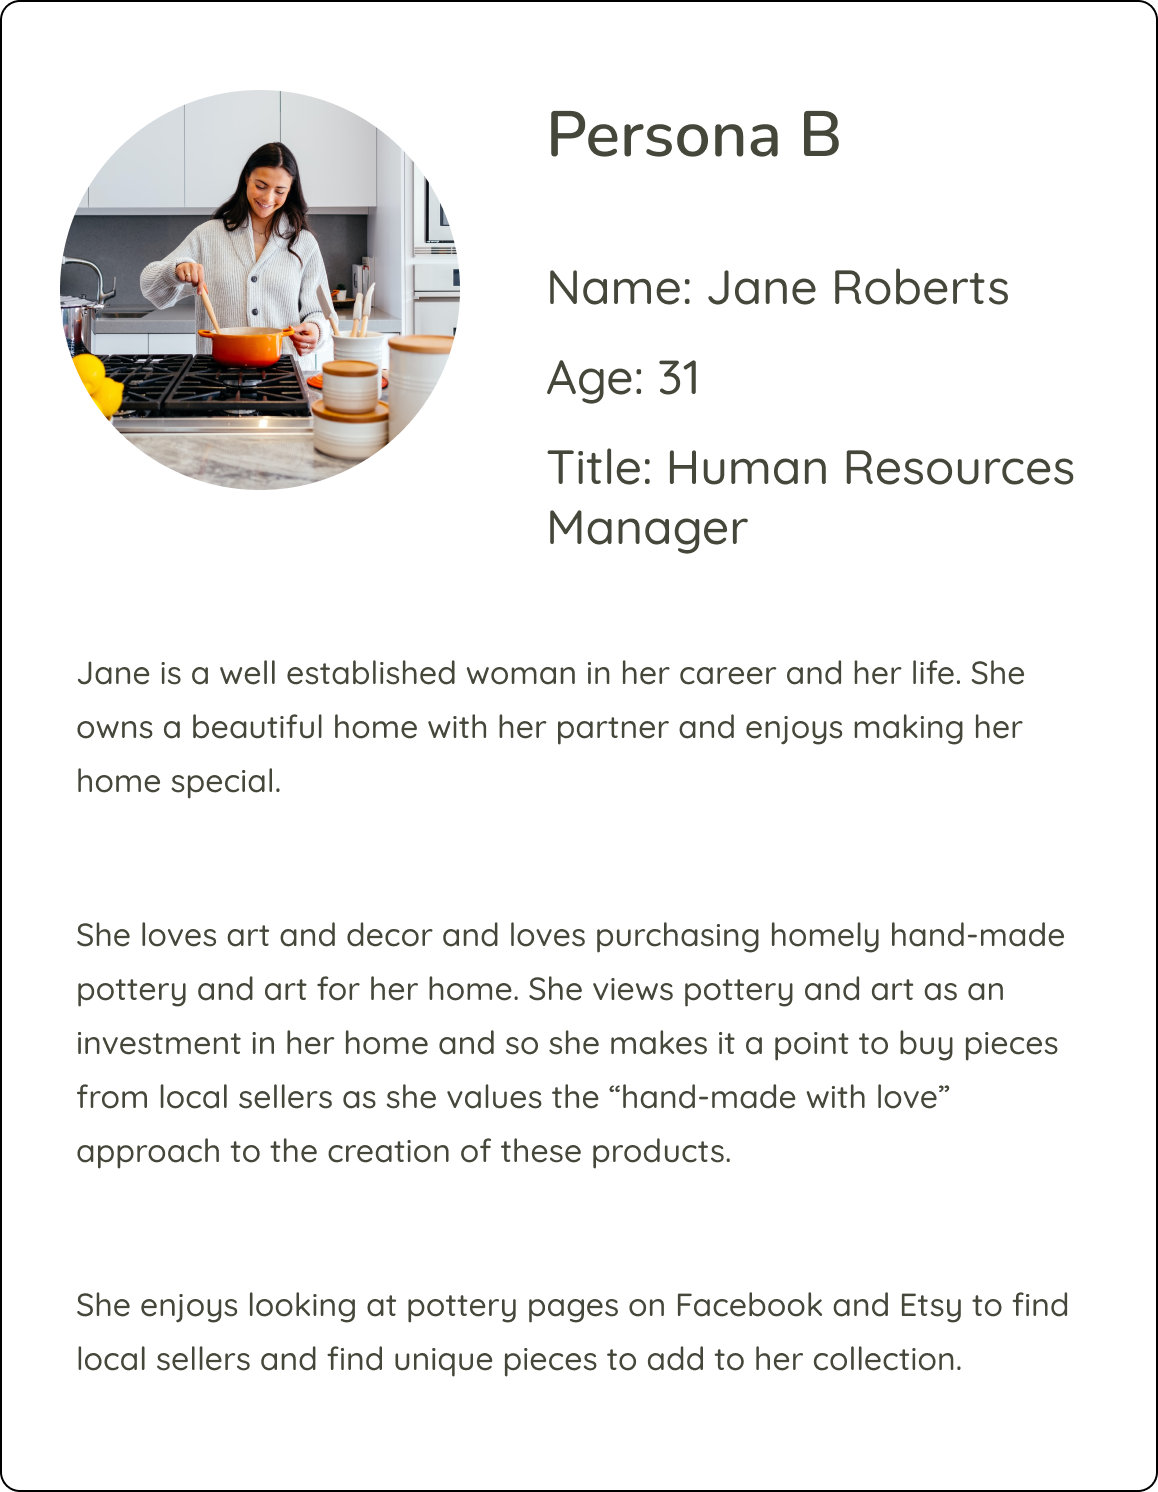 Persona B
Name: Jane Roberts
Age: 31
Title: Human Resources
Manager
Jane is a well established woman in her career and her life. She
owns a beautiful home with her partner and enjoys making her
home special.
She loves art and decor and loves purchasing homely hand-made
pottery and art for her home. She views pottery and art as an
investment in her home and so she makes it a point to buy pieces
from local sellers as she values the “hand-made with love”
approach to the creation of these products.
She enjoys looking at pottery pages on Facebook and Etsy to find
local sellers and find unique pieces to add to her collection.